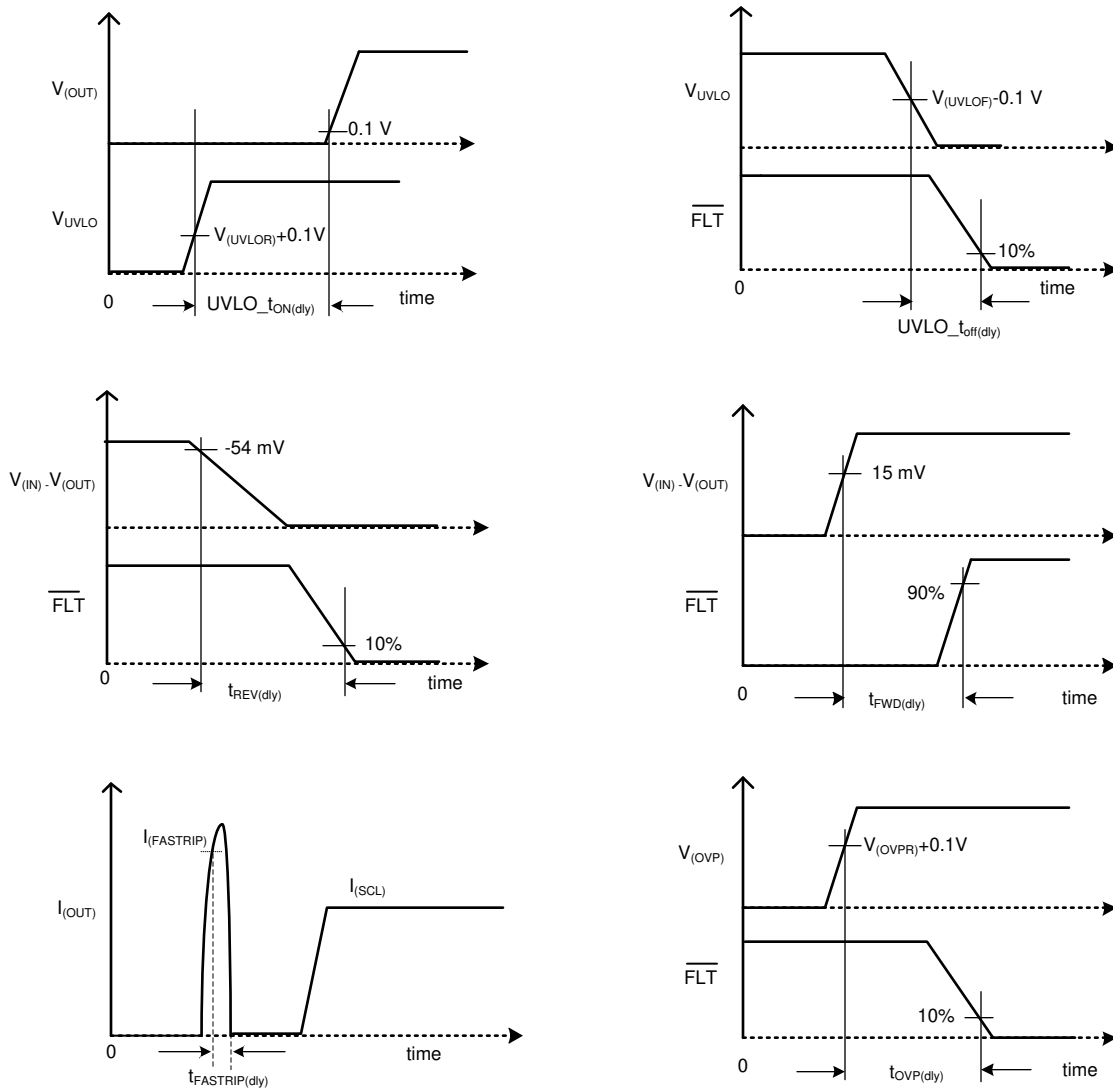 V(OUT)
0.1 V
VUVLO
V(UVLOR)+0.1V
0
UVLO_tON(dly)
time
VUVLO
V(UVLOF)-0.1 V
FLT
10%
0
time
UVLO_toff(dly)
V(IN) -V(OUT)
-54 mV
FLT
10%
0
tREV(dly)
time
V(IN) -V(OUT)
15 mV
FLT
90%
0
tFWD(dly)
time
I(FASTRIP)
I(OUT)
I(SCL)
0
tFASTRIP(dly)
time
V(OVP)
V(OVPR)+0.1V
FLT
10%
0
tOVP(dly)
time